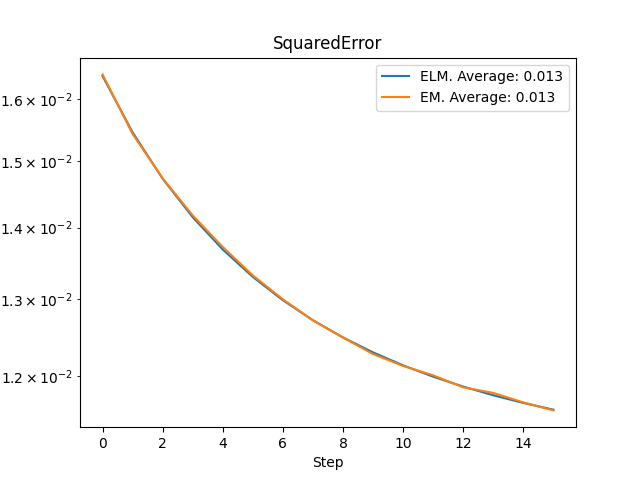 SquaredError
ELM. Average: 0.013
EM. Average: 0.013
1.6 × 10⁻²
1.5 × 10⁻²
1.4 × 10⁻²
1.3 × 10⁻²
1.2 × 10⁻²
0 2 4 6 8 10 12 14
Step